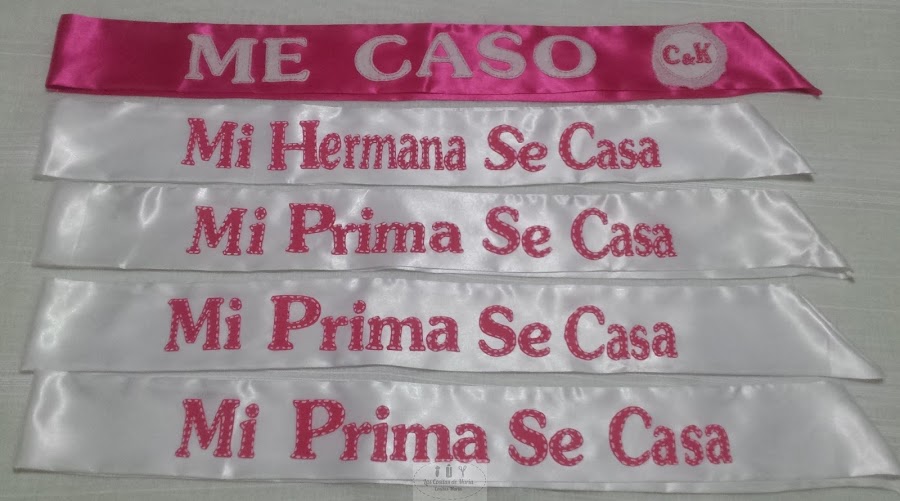 ME CASO C&K
Mi Hermana Se Casa
Mi Prima Se Casa
Mi Prima Se Casa
Mi Prima Se Casa